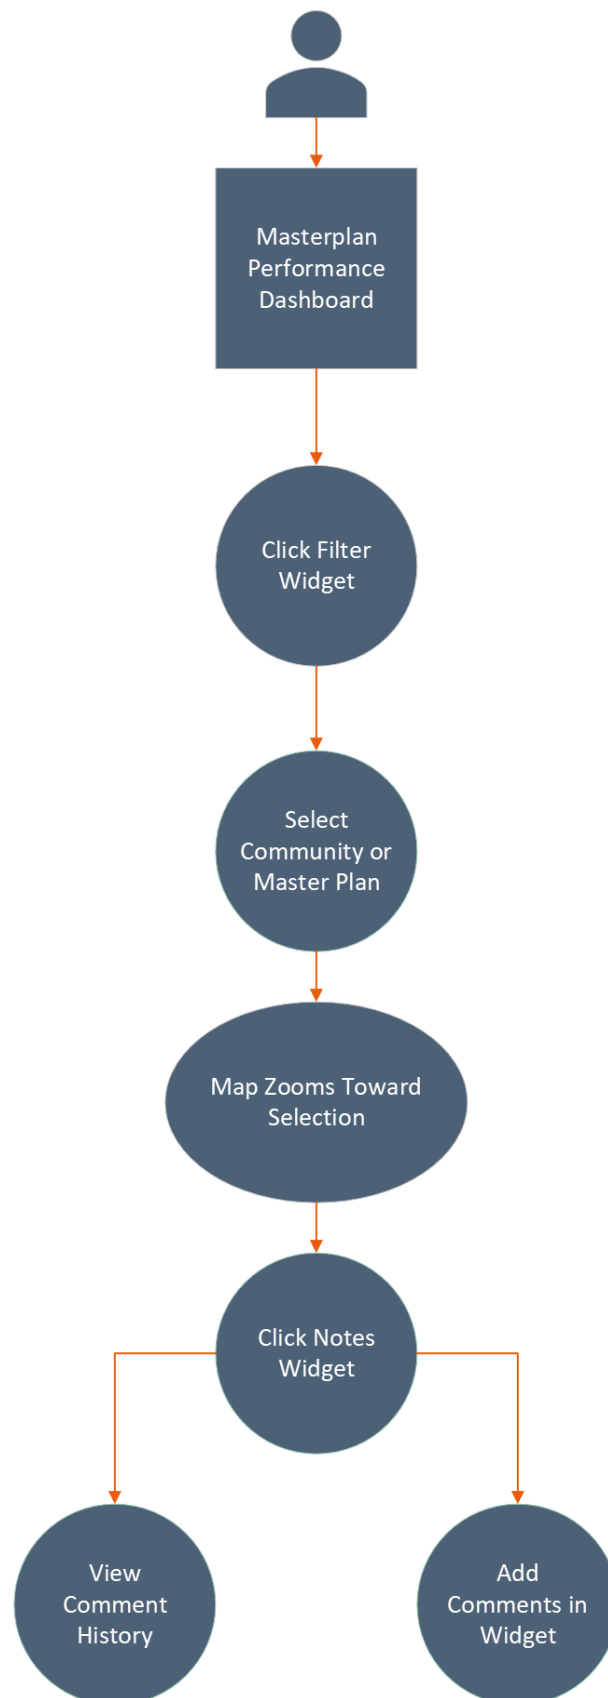 Masterplan
Performance
Dashboard
Click Filter
Widget
Select
Community or
Master Plan
Map Zooms Toward
Selection
Click Notes
Widget
View
Comment
History
Add
Comments in
Widget